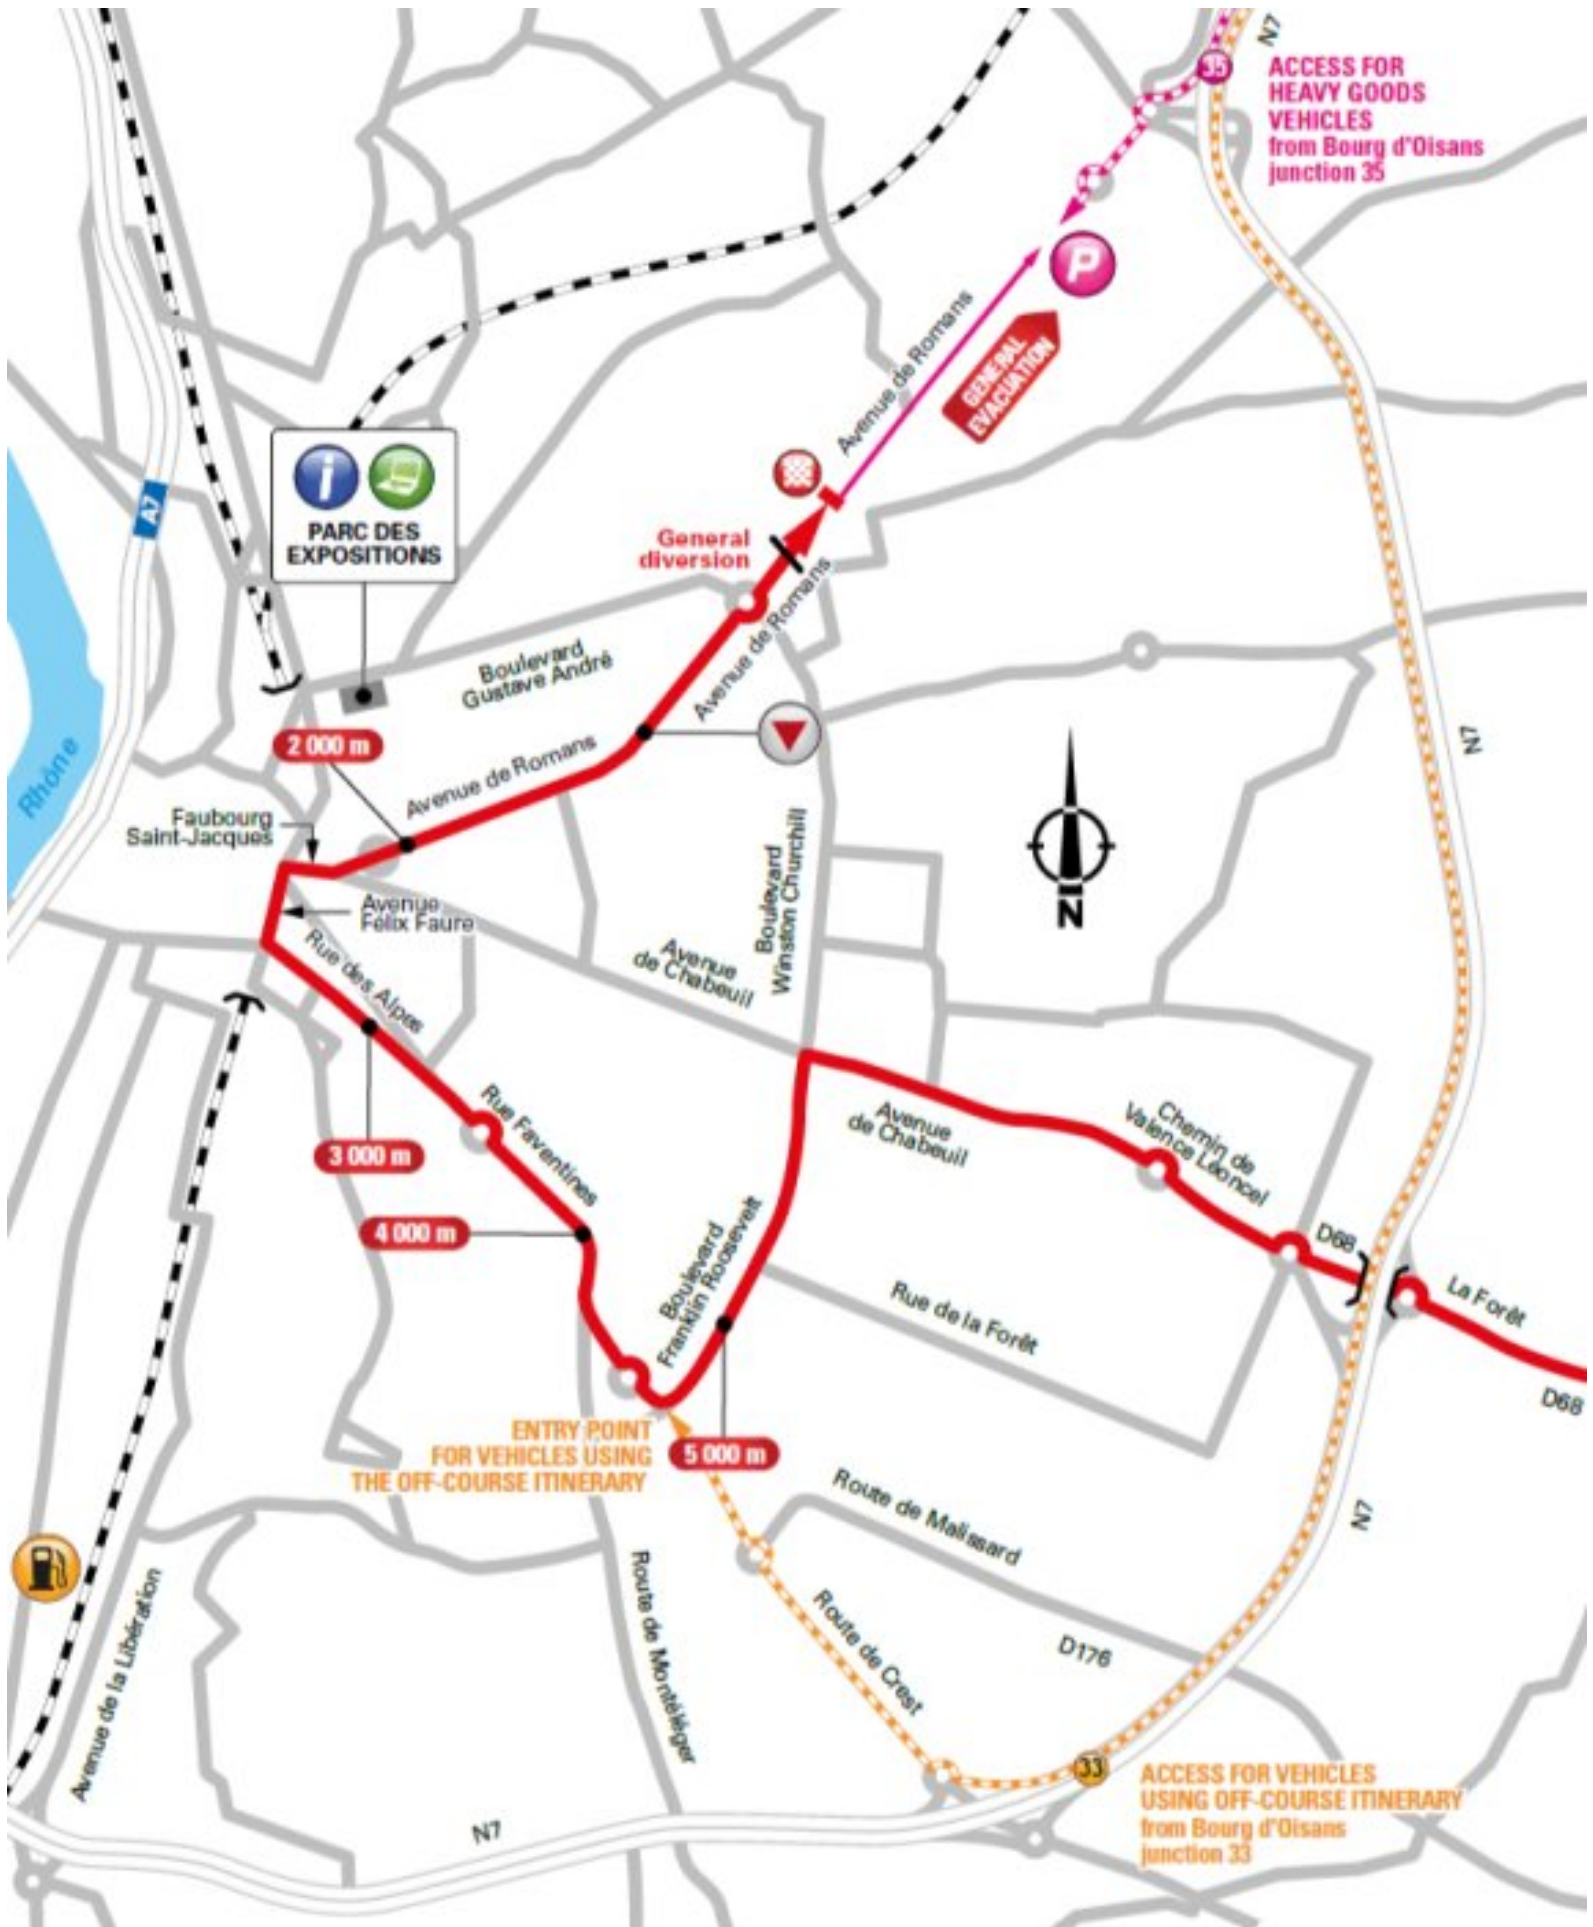 N7
35
ACCESS FOR
HEAVY GOODS
VEHICLES
from Bourg d'Oisans
junction 35
P
Avenue de Romans
GENERAL
EVACUATION
A7
i
PARC DES
EXPOSITIONS
General
diversion
Avenue de Romans
Boulevard
Gustave André
2 000 m
Avenue de Romans
Rhône
N7
Faubourg
Saint-Jacques
Avenue
Félix Faure
Boulevard
Winston Churchill
N
Rue des Alpes
Avenue
de Chabeuil
3 000 m
Rue Faventines
Avenue
de Chabeuil
Chemin de
Valence Léoncel
4 000 m
Boulevard
Franklin Roosevelt
D68
La Forêt
Rue de la Forêt
D68
ENTRY POINT
FOR VEHICLES USING
THE OFF-COURSE ITINERARY
5 000 m
Route de Malissard
N7
Avenue de la Libération
Route de Montéléger
Route de Crest
D176
33
ACCESS FOR VEHICLES
USING OFF-COURSE ITINERARY
from Bourg d'Oisans
junction 33
N7